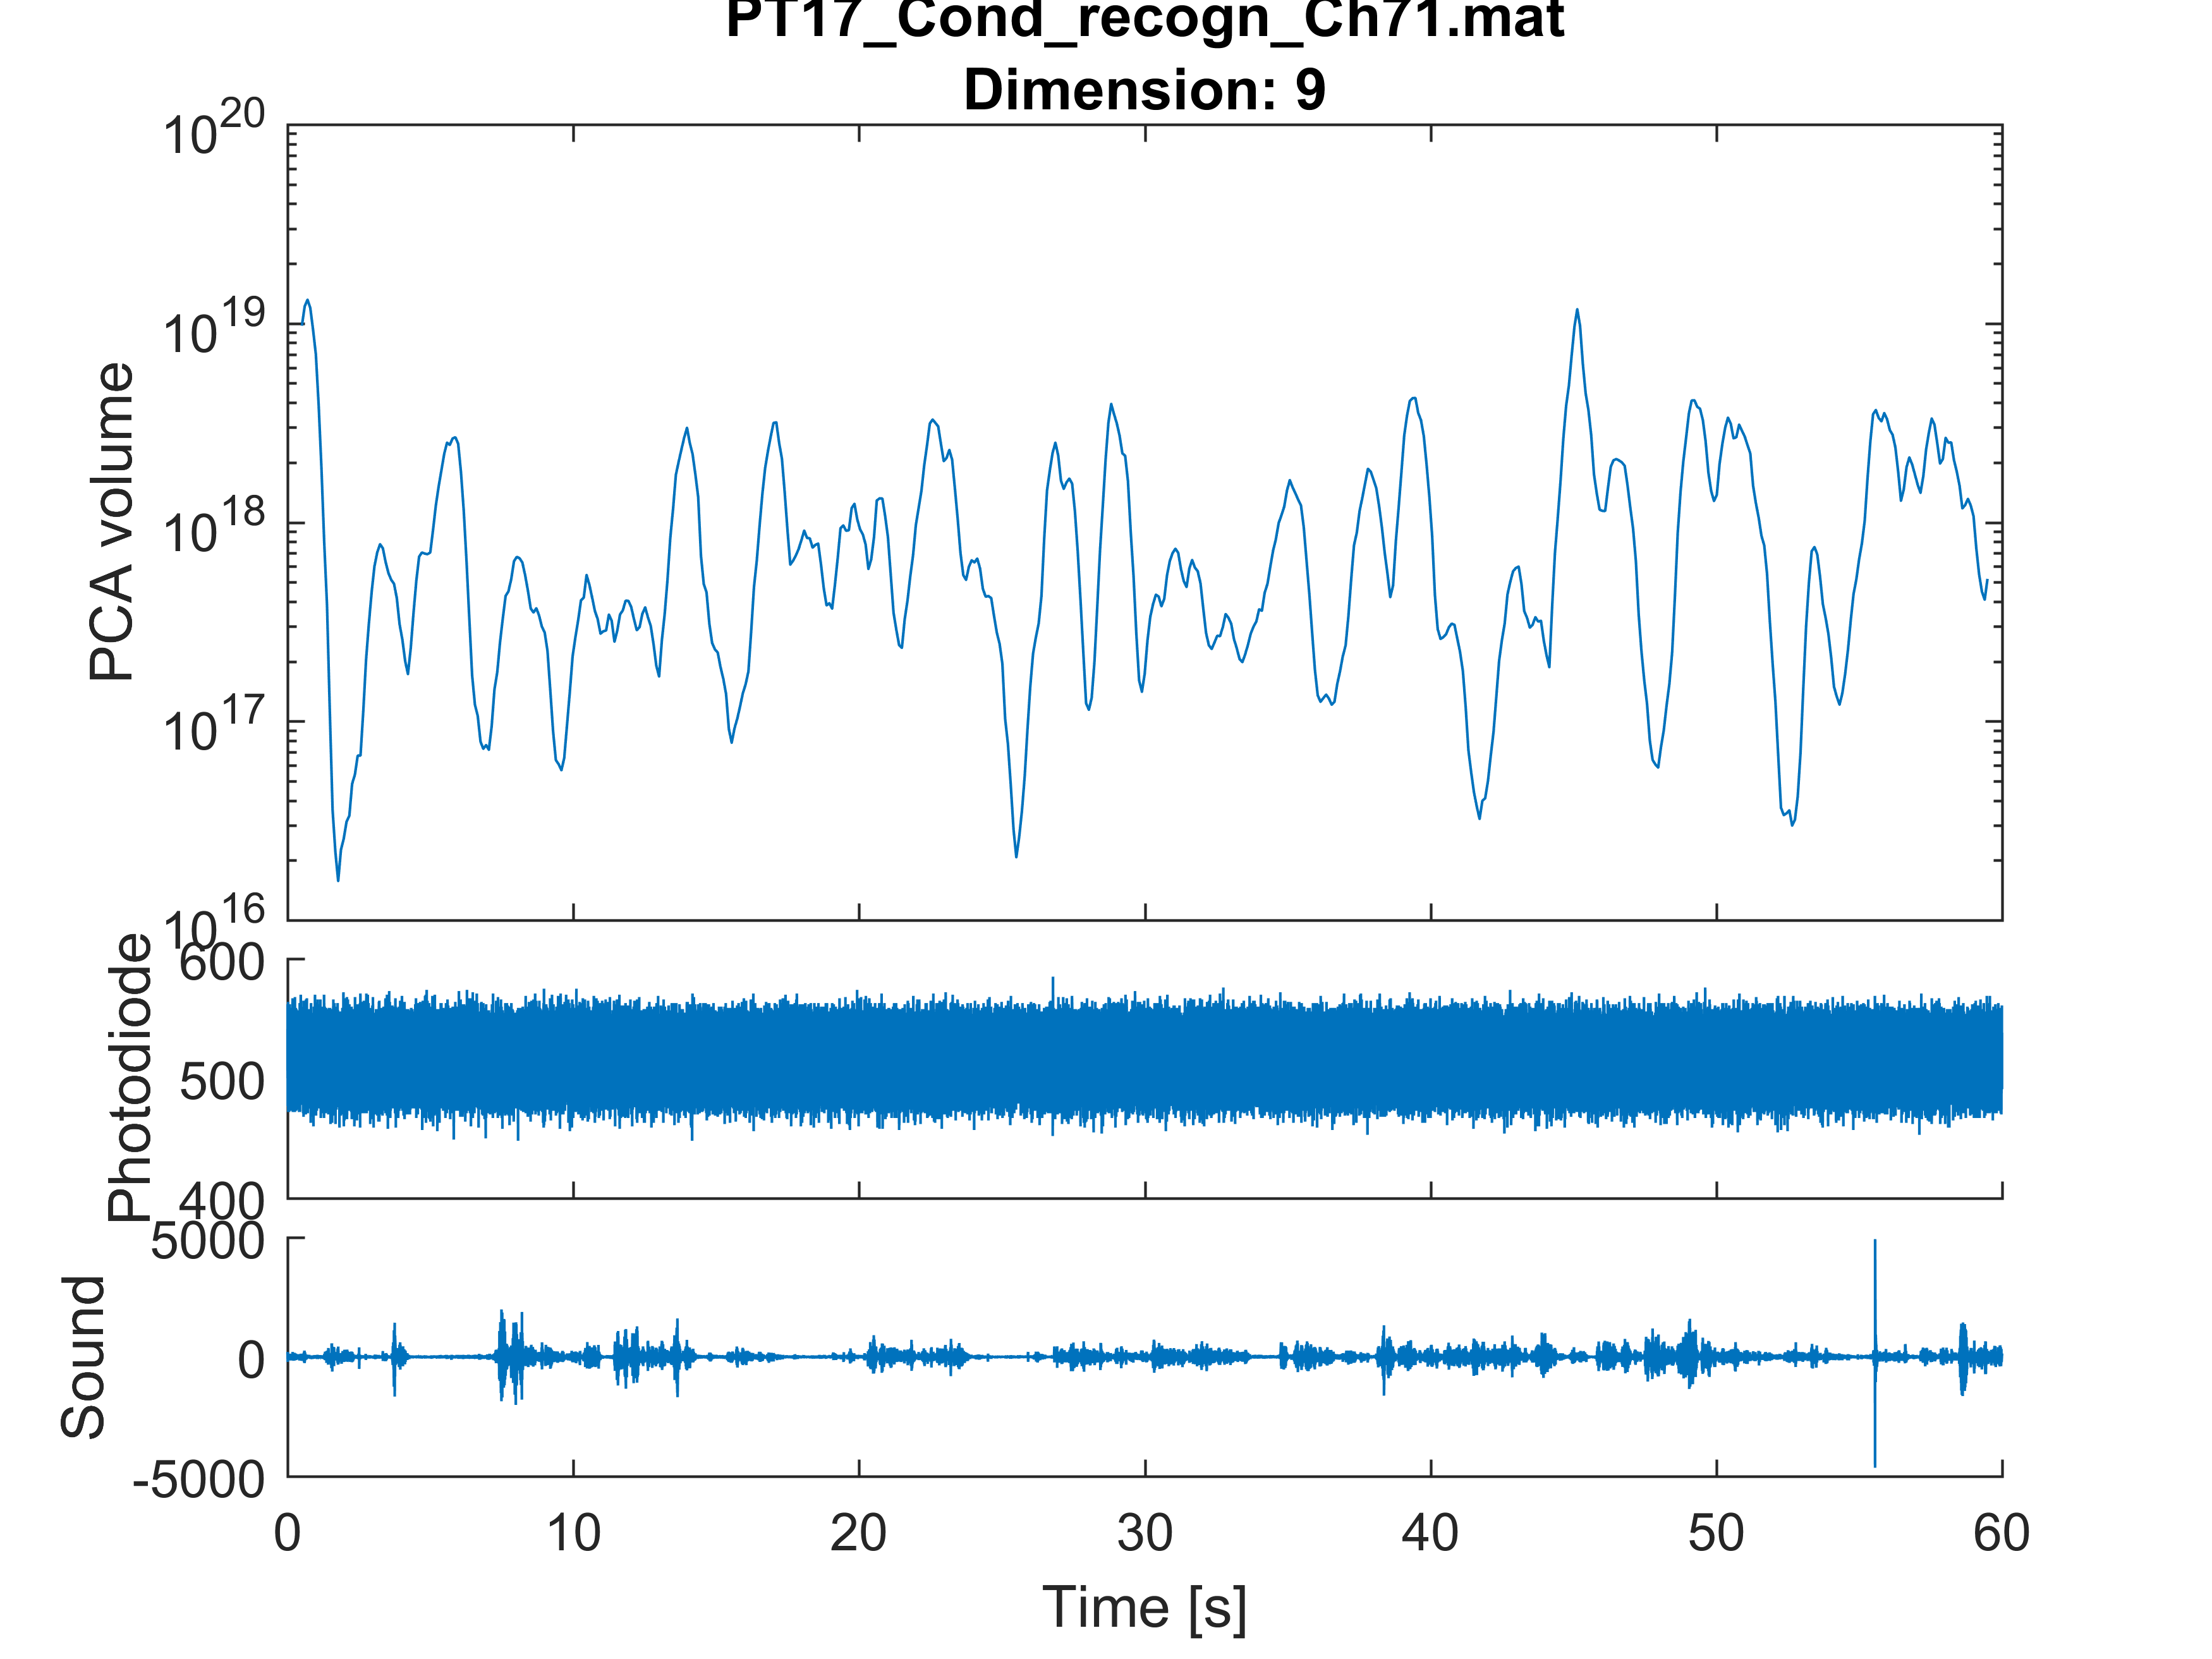 PT17_Cond_recogn_Ch71.mat
Dimension: 9
10^20
10^19
10^18
10^17
10^16
PCA volume
600
500
400
Photodiode
5000
0
-5000
Sound
0 10 20 30 40 50 60
Time [s]